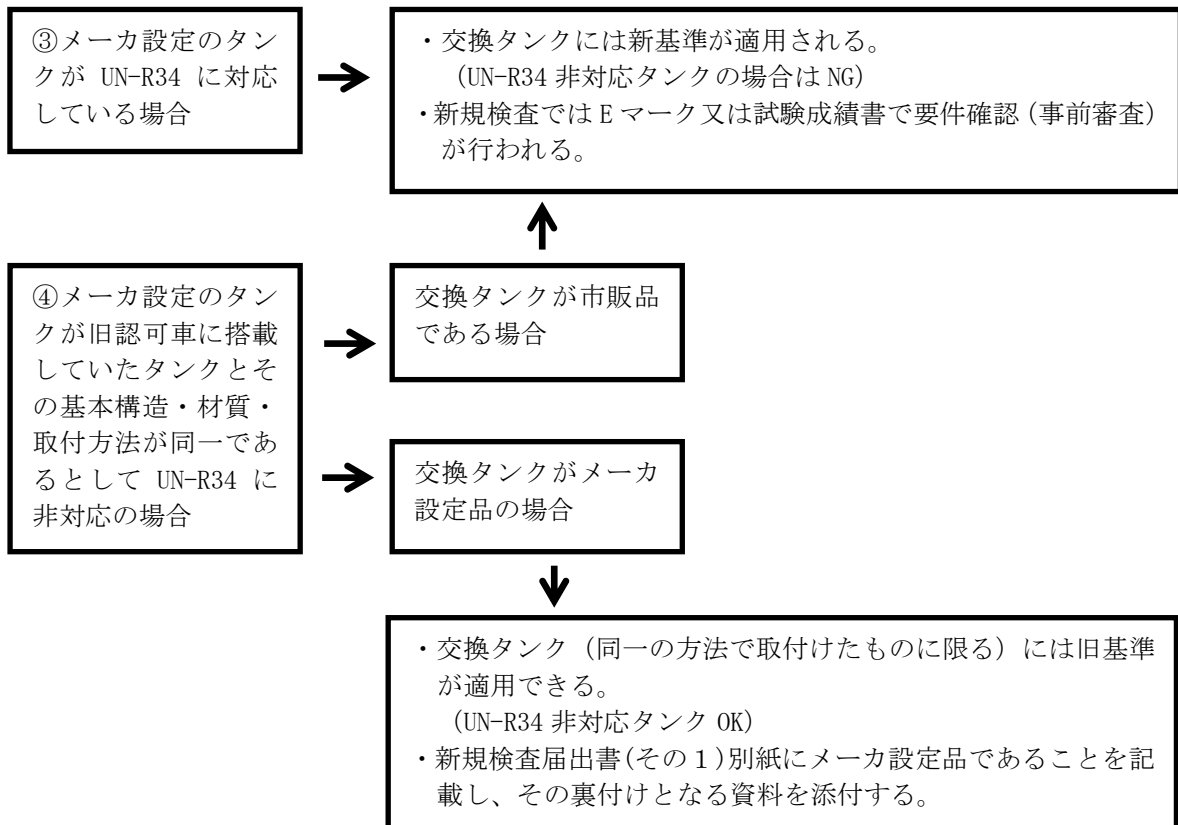 ③メーカ設定のタン
クが UN-R34 に対応
している場合
・交換タンクには新基準が適用される。
(UN-R34 非対応タンクの場合は NG)
・新規検査では E マーク又は試験成績書で要件確認(事前審査)
が行われる。
④メーカ設定のタン
クが旧認可車に搭載
していたタンクとそ
の基本構造・材質・
取付方法が同一であ
るとして UN-R34 に
非対応の場合
交換タンクが市販品
である場合
交換タンクがメーカ
設定品の場合
・交換タンク(同一の方法で取付けたものに限る)には旧基準
が適用できる。
(UN-R34 非対応タンク OK)
・新規検査届出書(その1)別紙にメーカ設定品であることを記
載し、その裏付けとなる資料を添付する。